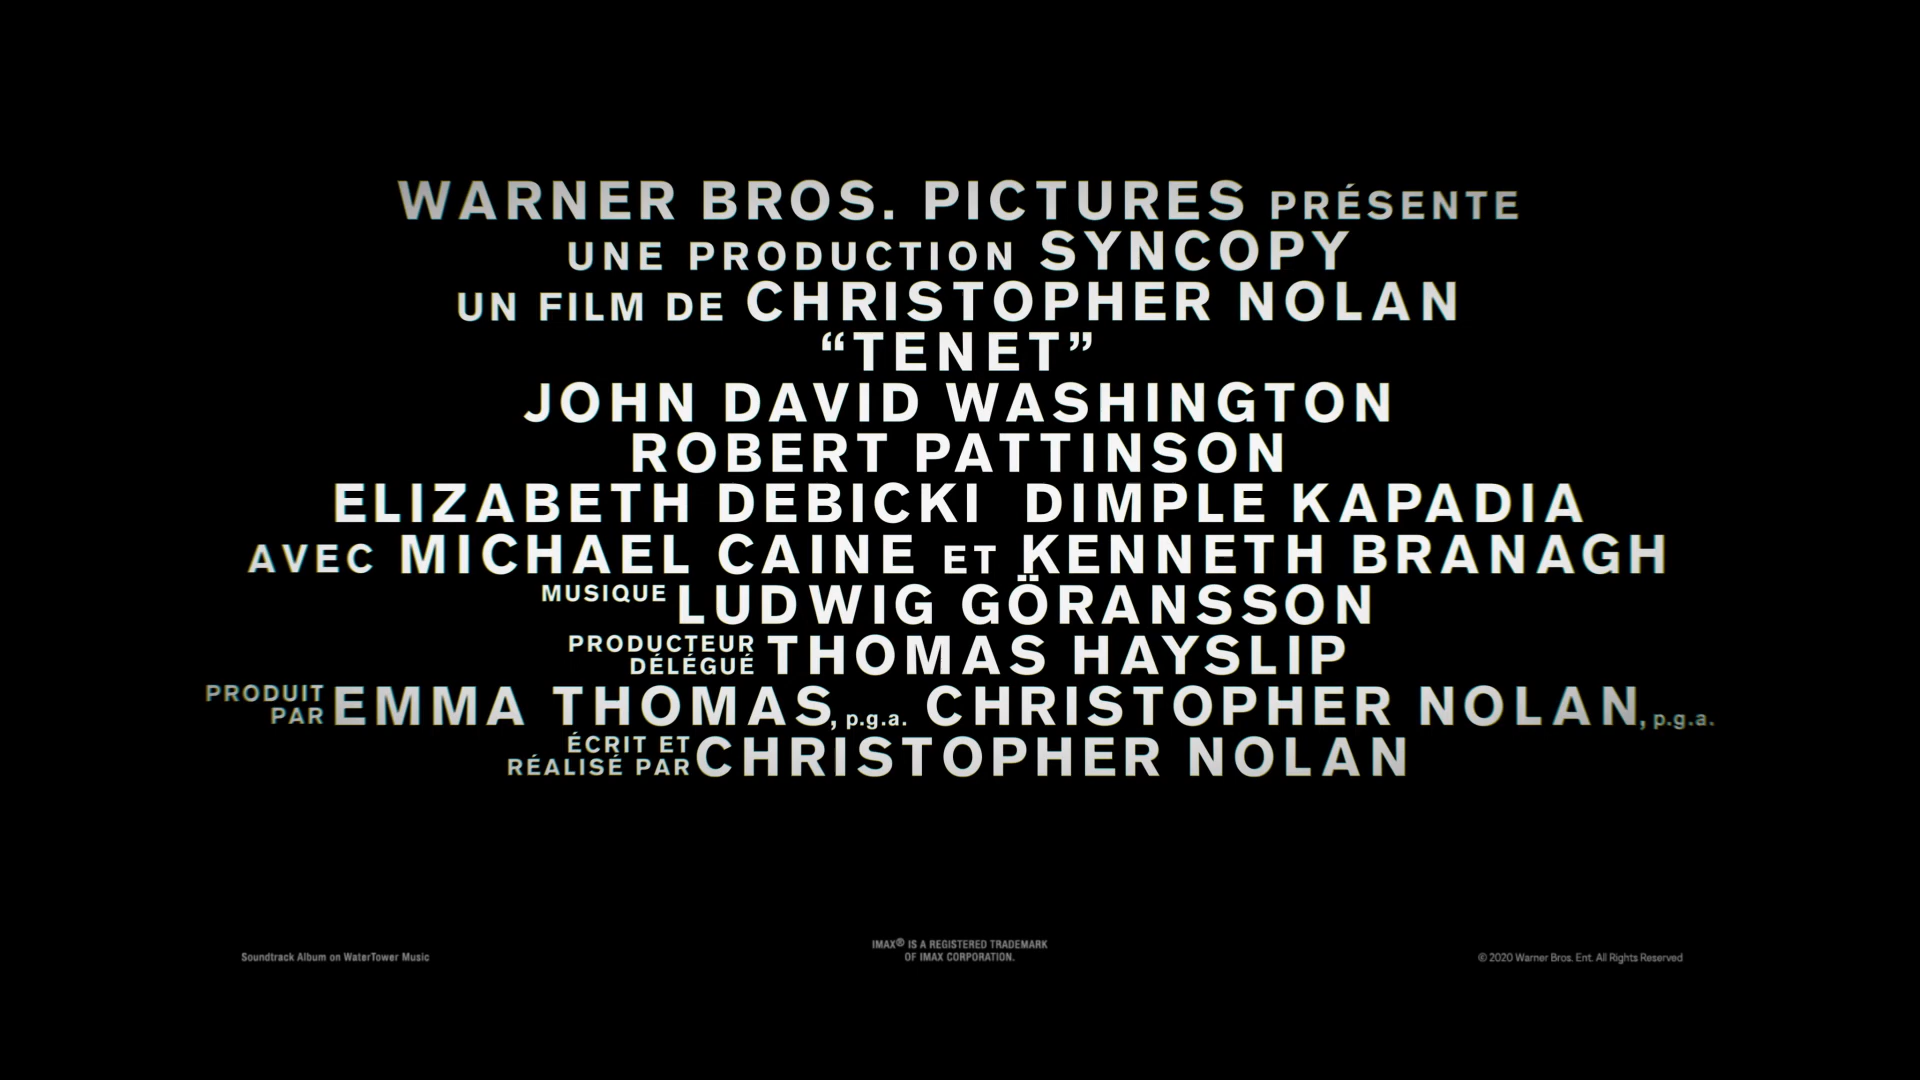 WARNER BROS. PICTURES PRÉSENTE
UNE PRODUCTION SYNCOPY
UN FILM DE CHRISTOPHER NOLAN
“TENET”
JOHN DAVID WASHINGTON
ROBERT PATTINSON
ELIZABETH DEBICKI DIMPLE KAPADIA
AVEC MICHAEL CAINE ET KENNETH BRANAGH
MUSIQUE LUDWIG GÖRANSSON
PRODUCTEUR DÉLÉGUÉ THOMAS HAYSLIP
PRODUIT PAR EMMA THOMAS, p.g.a. CHRISTOPHER NOLAN, p.g.a.
ÉCRIT ET RÉALISÉ PAR CHRISTOPHER NOLAN
Soundtrack Album on WaterTower Music
IMAX® IS A REGISTERED TRADEMARK
OF IMAX CORPORATION.
© 2020 Warner Bros. Ent. All Rights Reserved